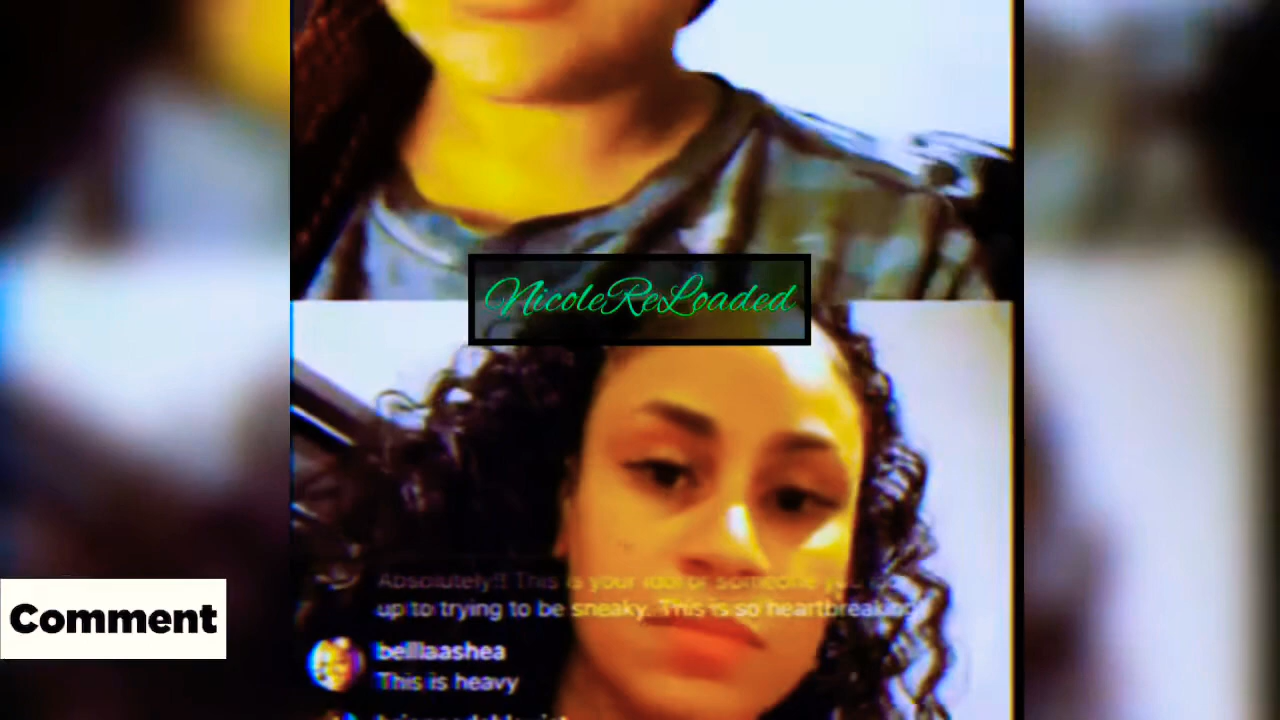 NicoleReLoaded
Absolutely!! This is your idol or someone you
up to trying to be sneaky. This is so heartbreaking
Comment
belllaashea
This is heavy